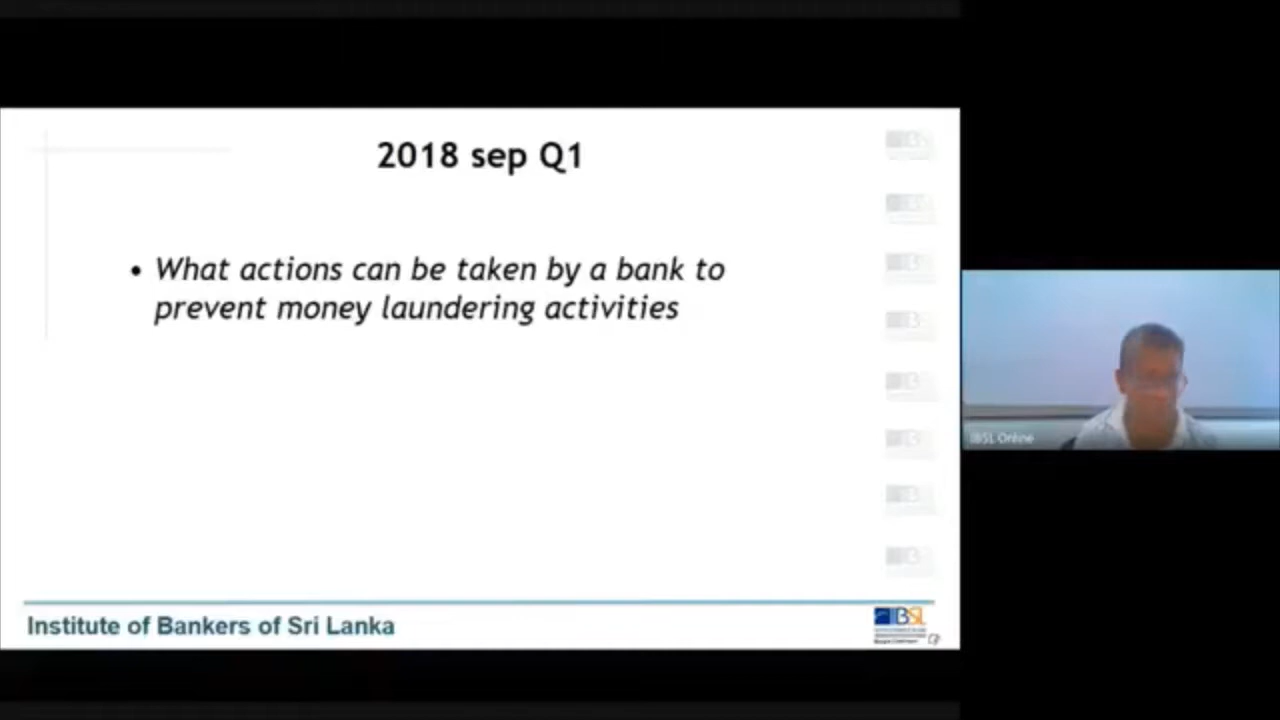 2018 sep Q1
• What actions can be taken by a bank to
prevent money laundering activities
IBSL Online
Institute of Bankers of Sri Lanka
IBSL